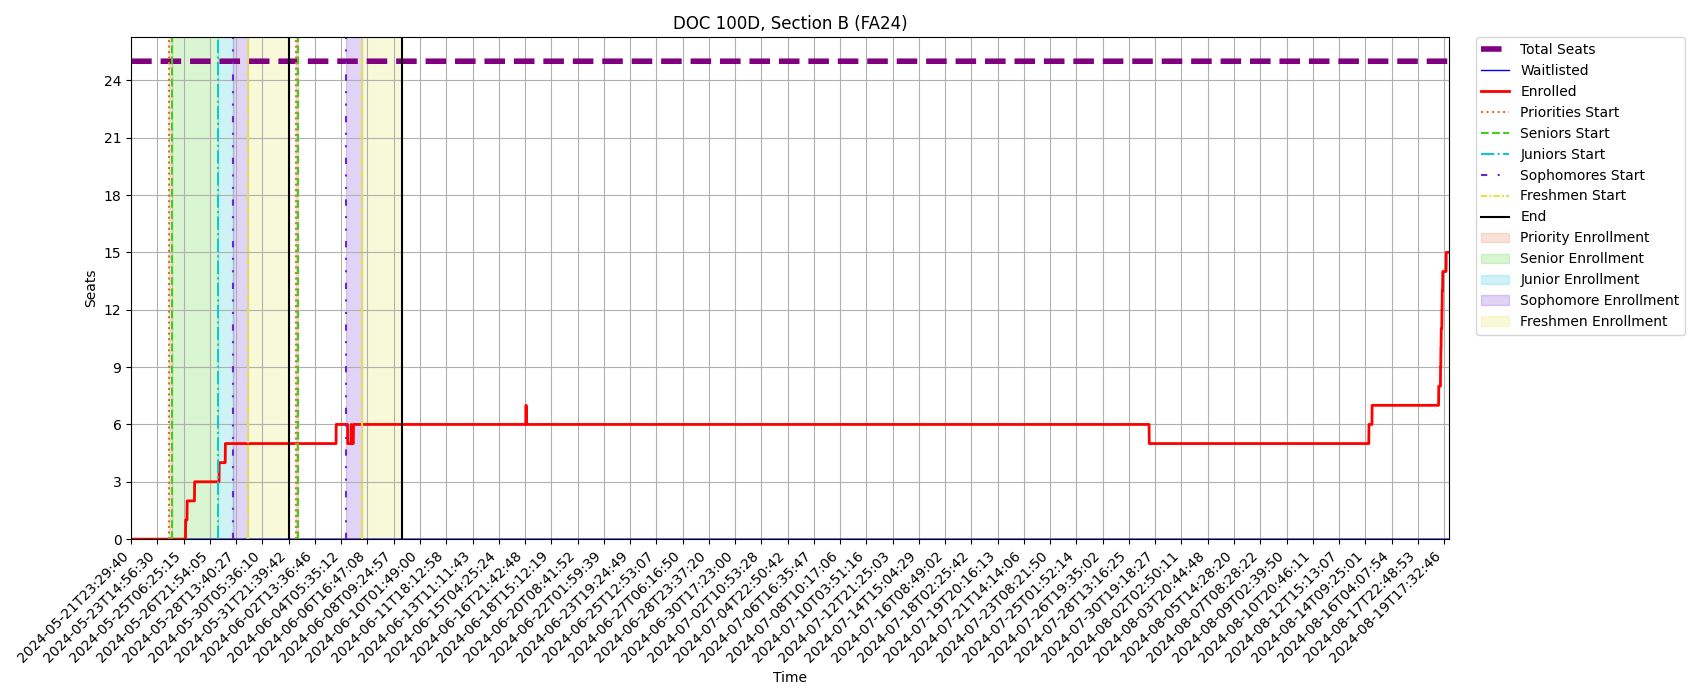 DOC 100D, Section B (FA24)
Total Seats
Waitlisted
Enrolled
Priorities Start
Seniors Start
Juniors Start
Sophomores Start
Freshmen Start
End
Priority Enrollment
Senior Enrollment
Junior Enrollment
Sophomore Enrollment
Freshmen Enrollment
Seats
24
21
18
15
12
9
6
3
0
2024-05-21T23:29:40
2024-05-23T14:56:30
2024-05-25T06:25:15
2024-05-26T21:54:05
2024-05-28T13:40:27
2024-05-30T05:36:10
2024-05-31T21:39:42
2024-06-02T13:36:46
2024-06-04T05:35:12
2024-06-06T16:47:08
2024-06-08T09:24:57
2024-06-10T01:49:00
2024-06-11T18:12:58
2024-06-13T11:11:43
2024-06-15T04:25:24
2024-06-16T21:42:48
2024-06-18T15:12:19
2024-06-20T08:41:52
2024-06-22T01:59:39
2024-06-23T19:24:49
2024-06-25T12:53:07
2024-06-27T06:16:50
2024-06-28T23:37:20
2024-06-30T17:23:00
2024-07-02T10:53:28
2024-07-04T22:50:42
2024-07-06T16:35:47
2024-07-08T10:17:06
2024-07-10T03:51:16
2024-07-12T21:25:03
2024-07-14T15:04:29
2024-07-16T08:49:02
2024-07-18T02:25:42
2024-07-19T20:16:13
2024-07-21T14:14:06
2024-07-23T08:21:50
2024-07-25T01:52:14
2024-07-26T19:35:02
2024-07-28T13:16:25
2024-07-30T19:18:27
2024-08-02T02:50:11
2024-08-03T20:44:48
2024-08-05T14:28:20
2024-08-07T08:28:22
2024-08-09T02:39:50
2024-08-10T20:46:11
2024-08-12T15:13:07
2024-08-14T09:25:01
2024-08-16T04:07:54
2024-08-17T22:48:53
2024-08-19T17:32:46
Time